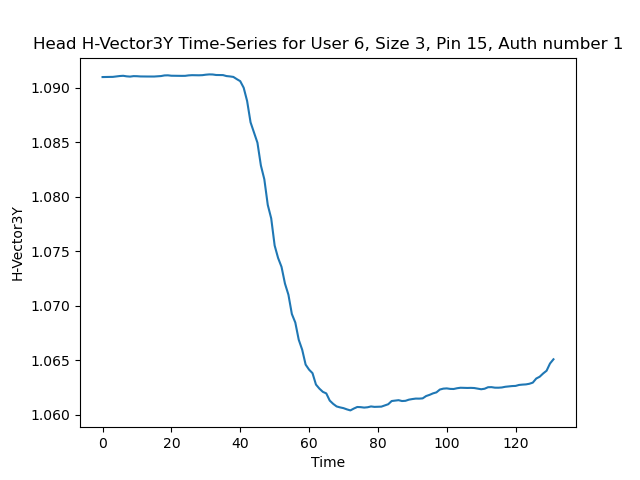 Head H-Vector3Y Time-Series for User 6, Size 3, Pin 15, Auth number 1
1.090
1.085
1.080
1.075
1.070
1.065
1.060
H-Vector3Y
0 20 40 60 80 100 120
Time